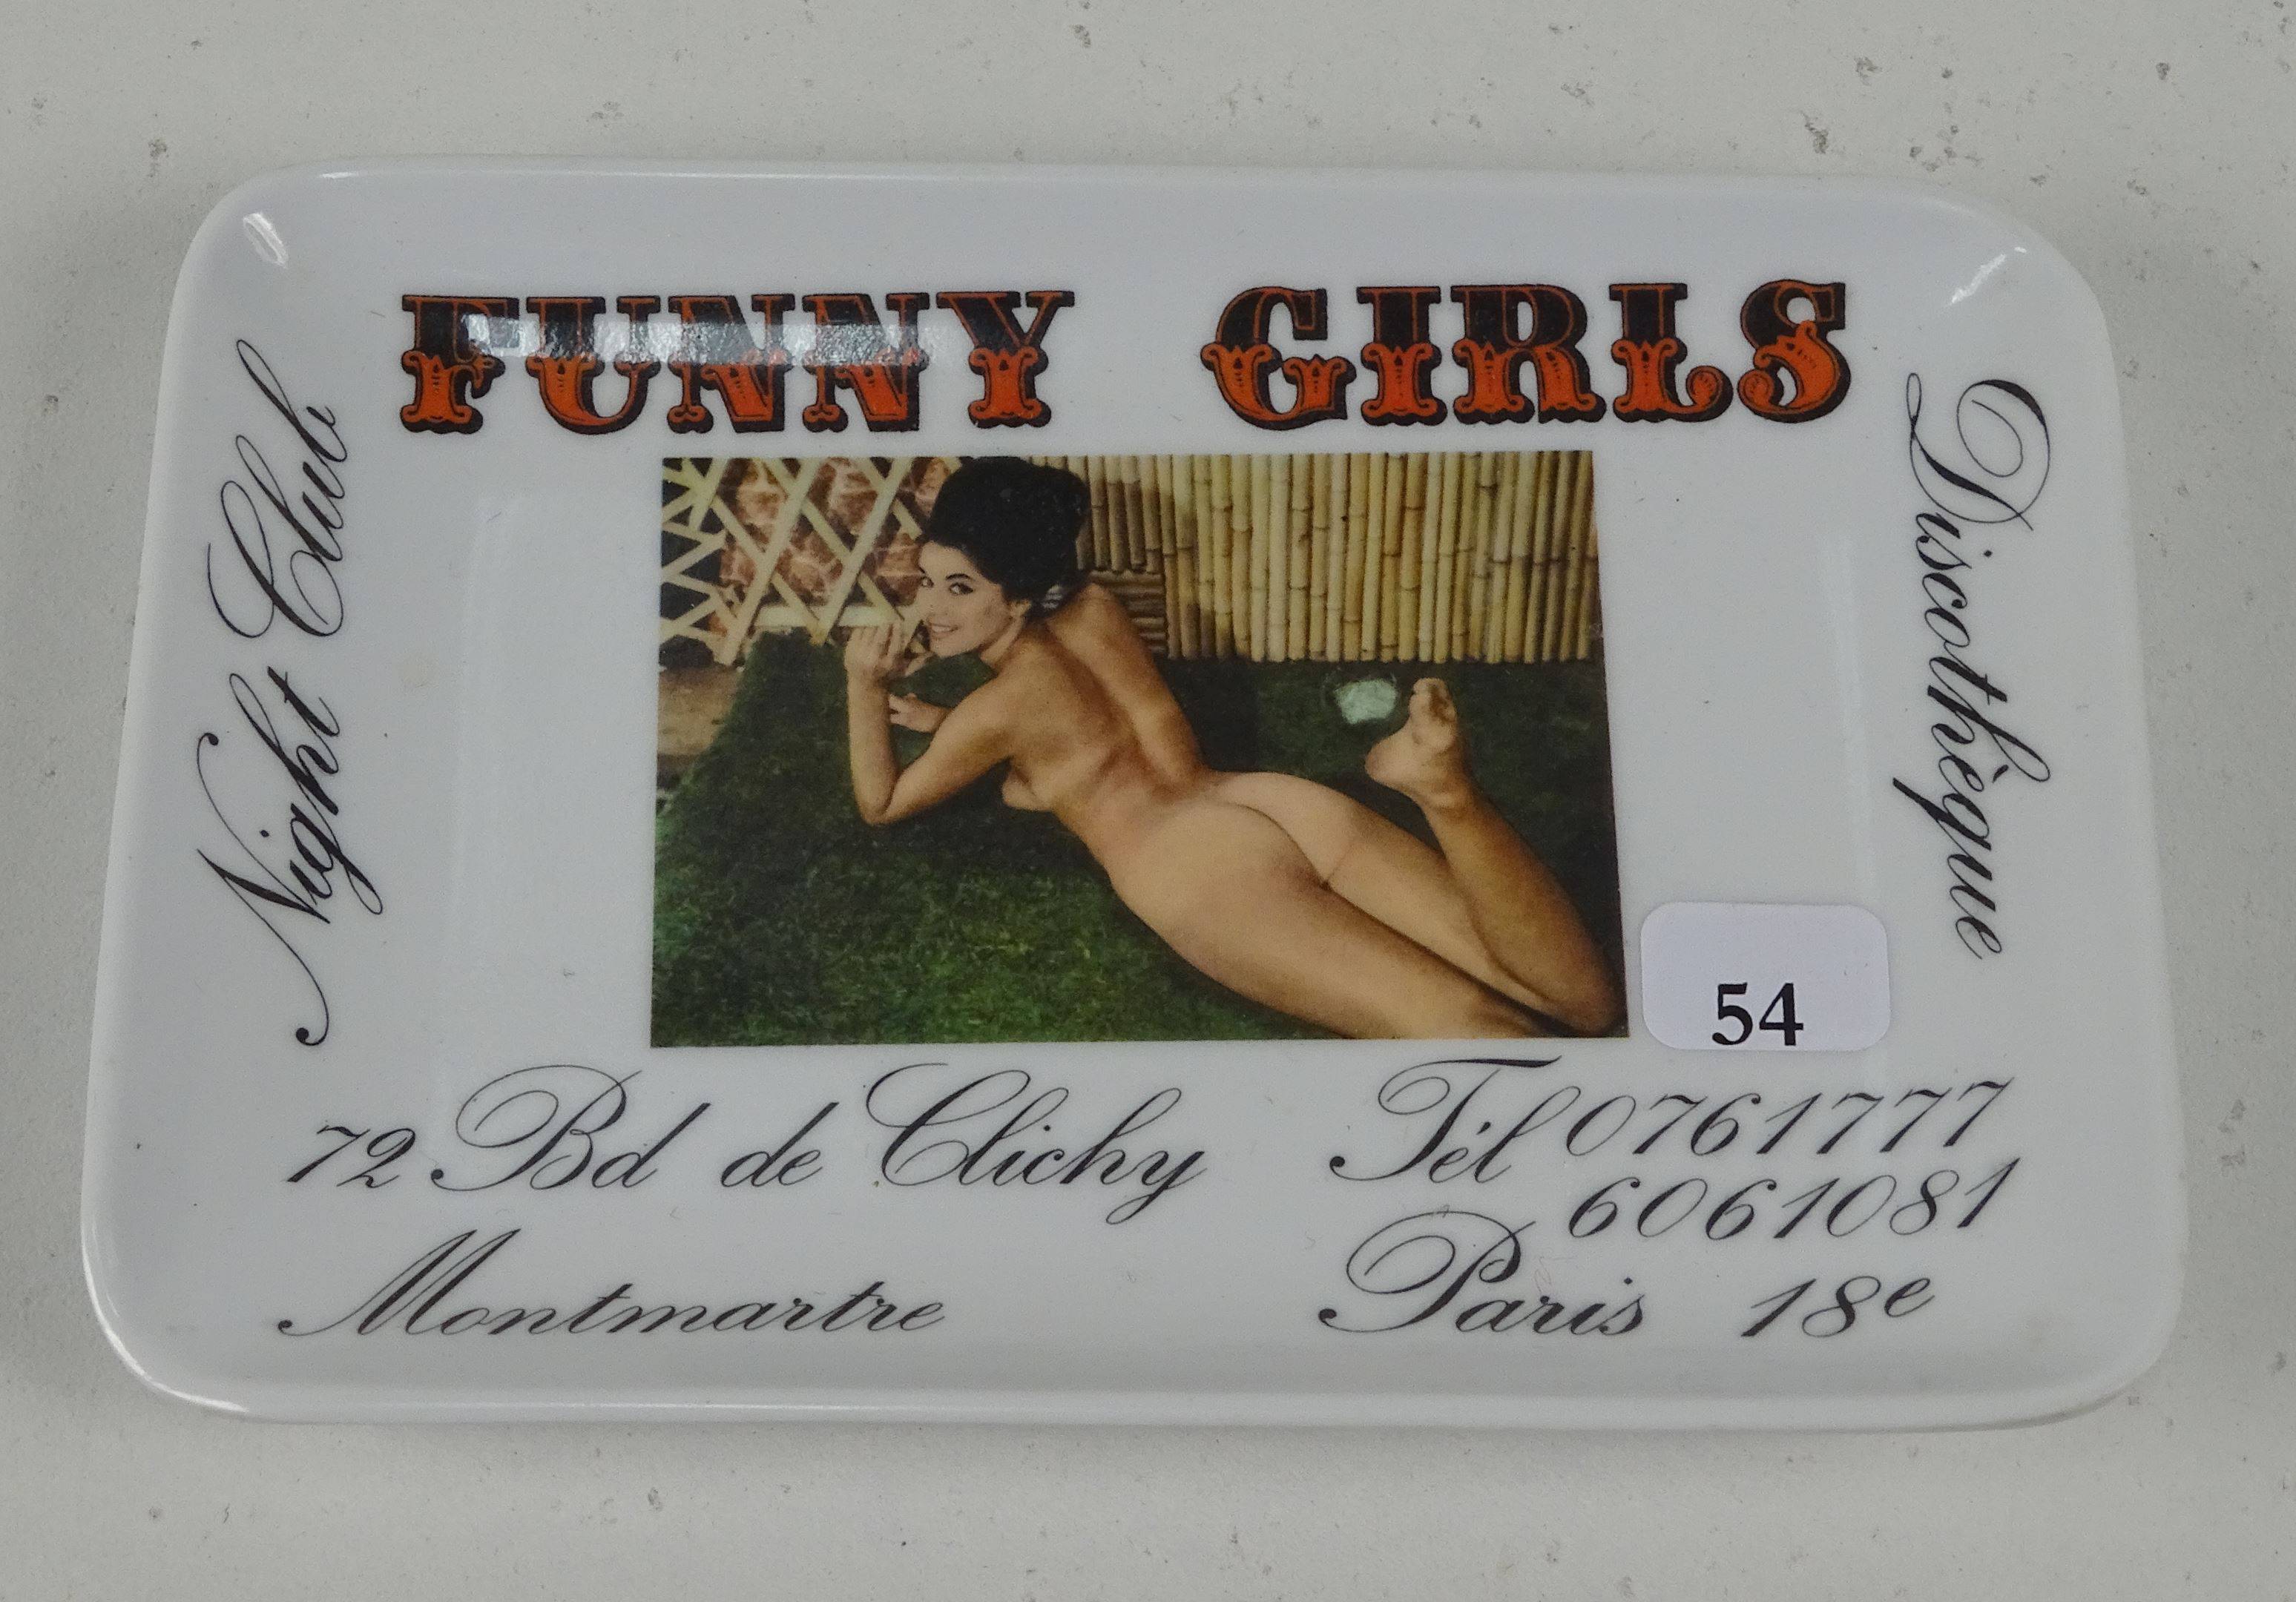 FUNNY GIRLS
Night Club
Discothèque
54
72 Bd de Clichy
Tél 0761777
6061081
Montmartre
Paris 18e